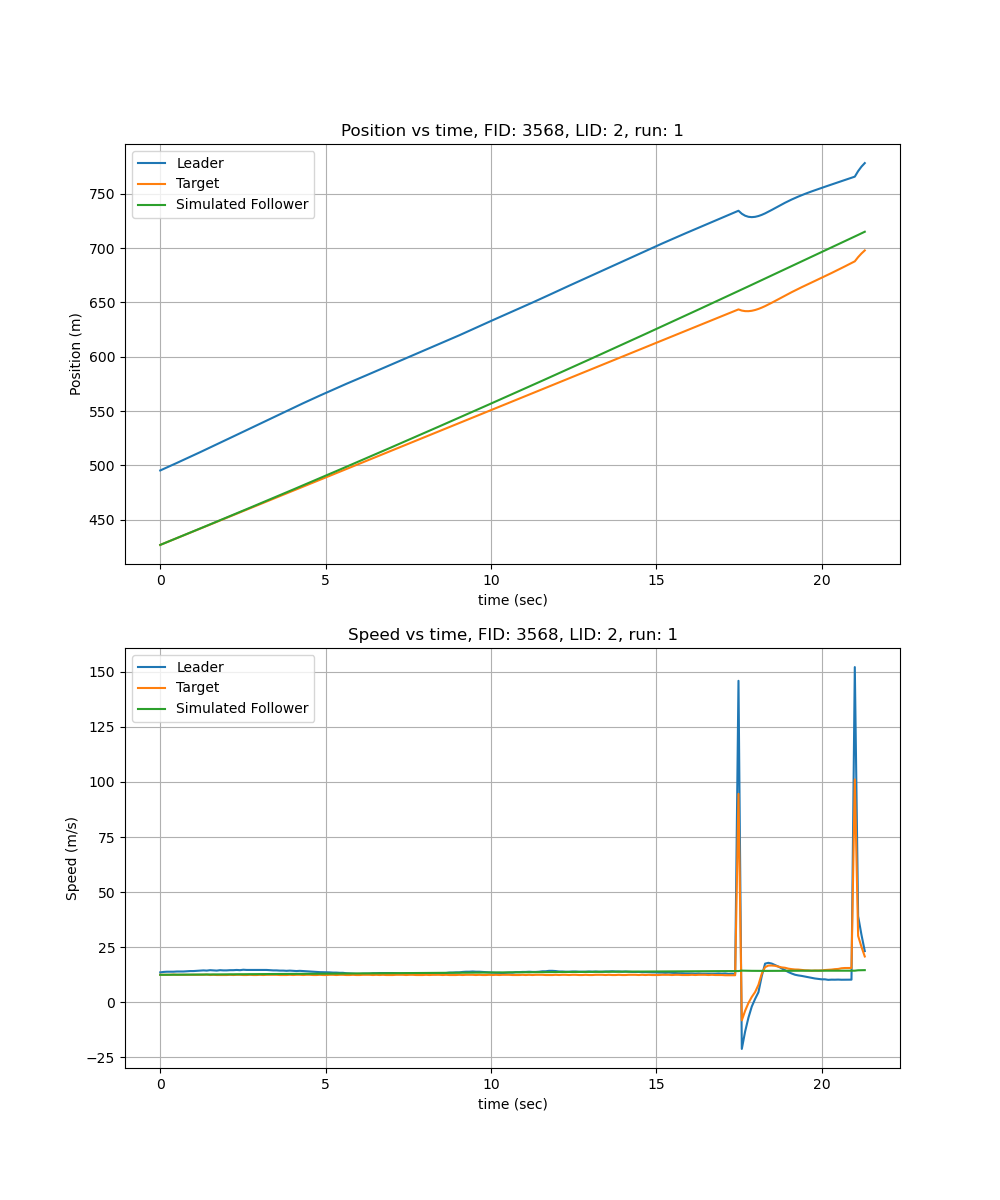 Position vs time, FID: 3568, LID: 2, run: 1
Leader
Target
Simulated Follower
750
700
650
600
550
500
450
Position (m)
0 5 10 15 20
time (sec)
Speed vs time, FID: 3568, LID: 2, run: 1
Leader
Target
Simulated Follower
150
125
100
75
50
25
0
−25
Speed (m/s)
0 5 10 15 20
time (sec)